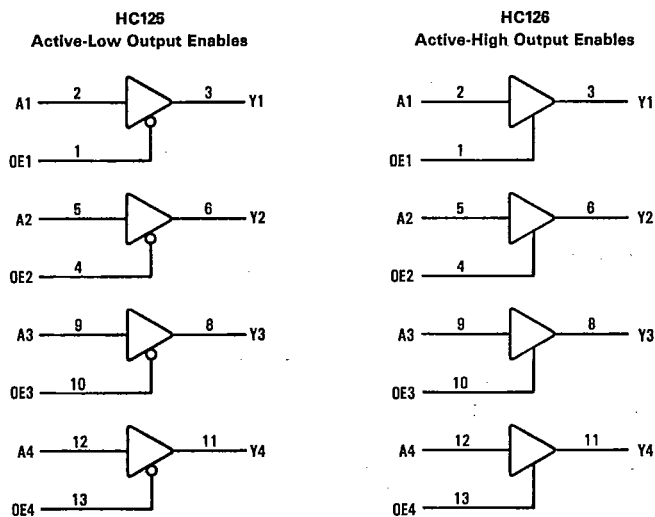 HC125
Active-Low Output Enables
A1 2 3 Y1
OE1 1
A2 5 6 Y2
OE2 4
A3 9 8 Y3
OE3 10
A4 12 11 Y4
OE4 13
HC126
Active-High Output Enables
A1 2 3 Y1
OE1 1
A2 5 6 Y2
OE2 4
A3 9 8 Y3
OE3 10
A4 12 11 Y4
OE4 13